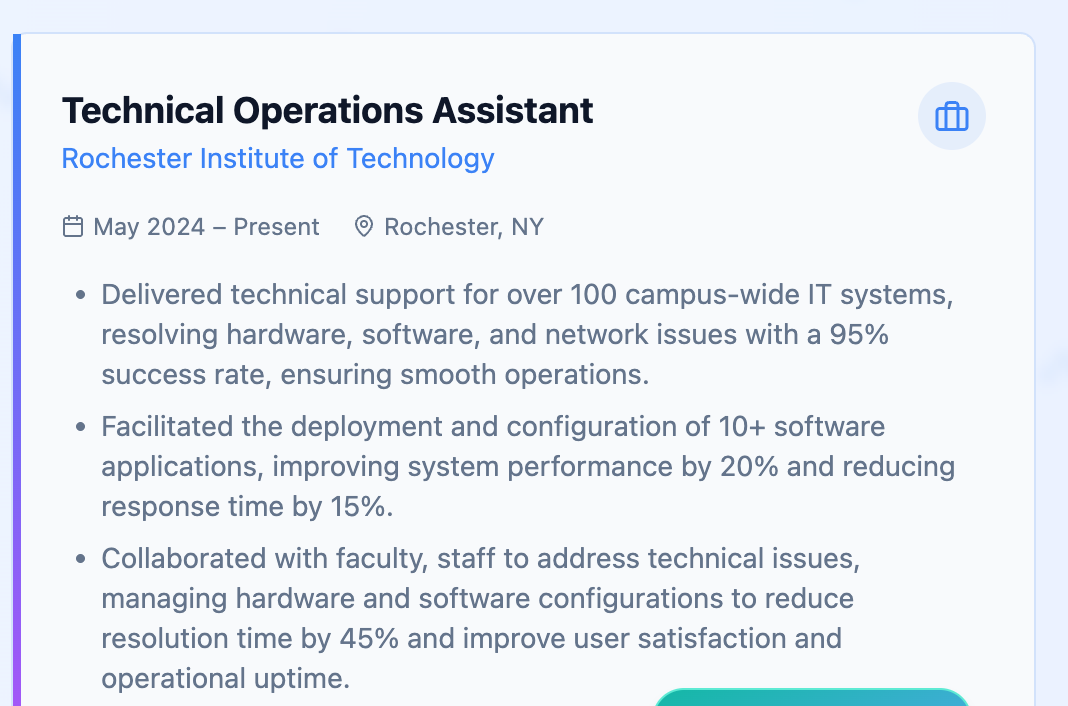 Technical Operations Assistant
Rochester Institute of Technology
May 2024 – Present Rochester, NY
• Delivered technical support for over 100 campus-wide IT systems,
resolving hardware, software, and network issues with a 95%
success rate, ensuring smooth operations.
• Facilitated the deployment and configuration of 10+ software
applications, improving system performance by 20% and reducing
response time by 15%.
• Collaborated with faculty, staff to address technical issues,
managing hardware and software configurations to reduce
resolution time by 45% and improve user satisfaction and
operational uptime.